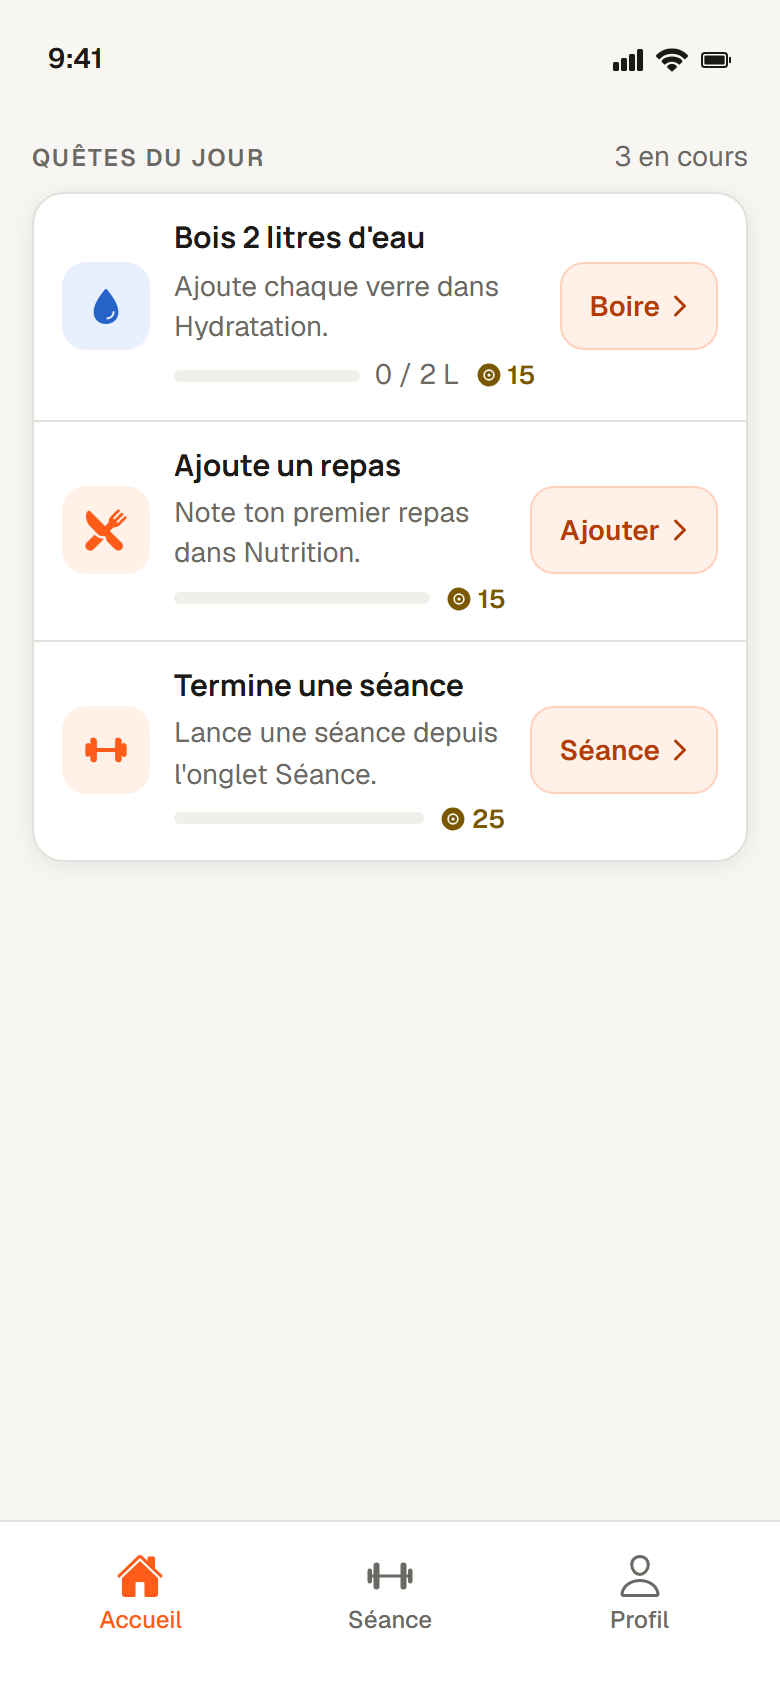 9:41
QUÊTES DU JOUR
3 en cours
Bois 2 litres d'eau
Ajoute chaque verre dans
Hydratation.
0 / 2 L
15
Boire
Ajoute un repas
Note ton premier repas
dans Nutrition.
15
Ajouter
Termine une séance
Lance une séance depuis
l'onglet Séance.
25
Séance
Accueil
Séance
Profil